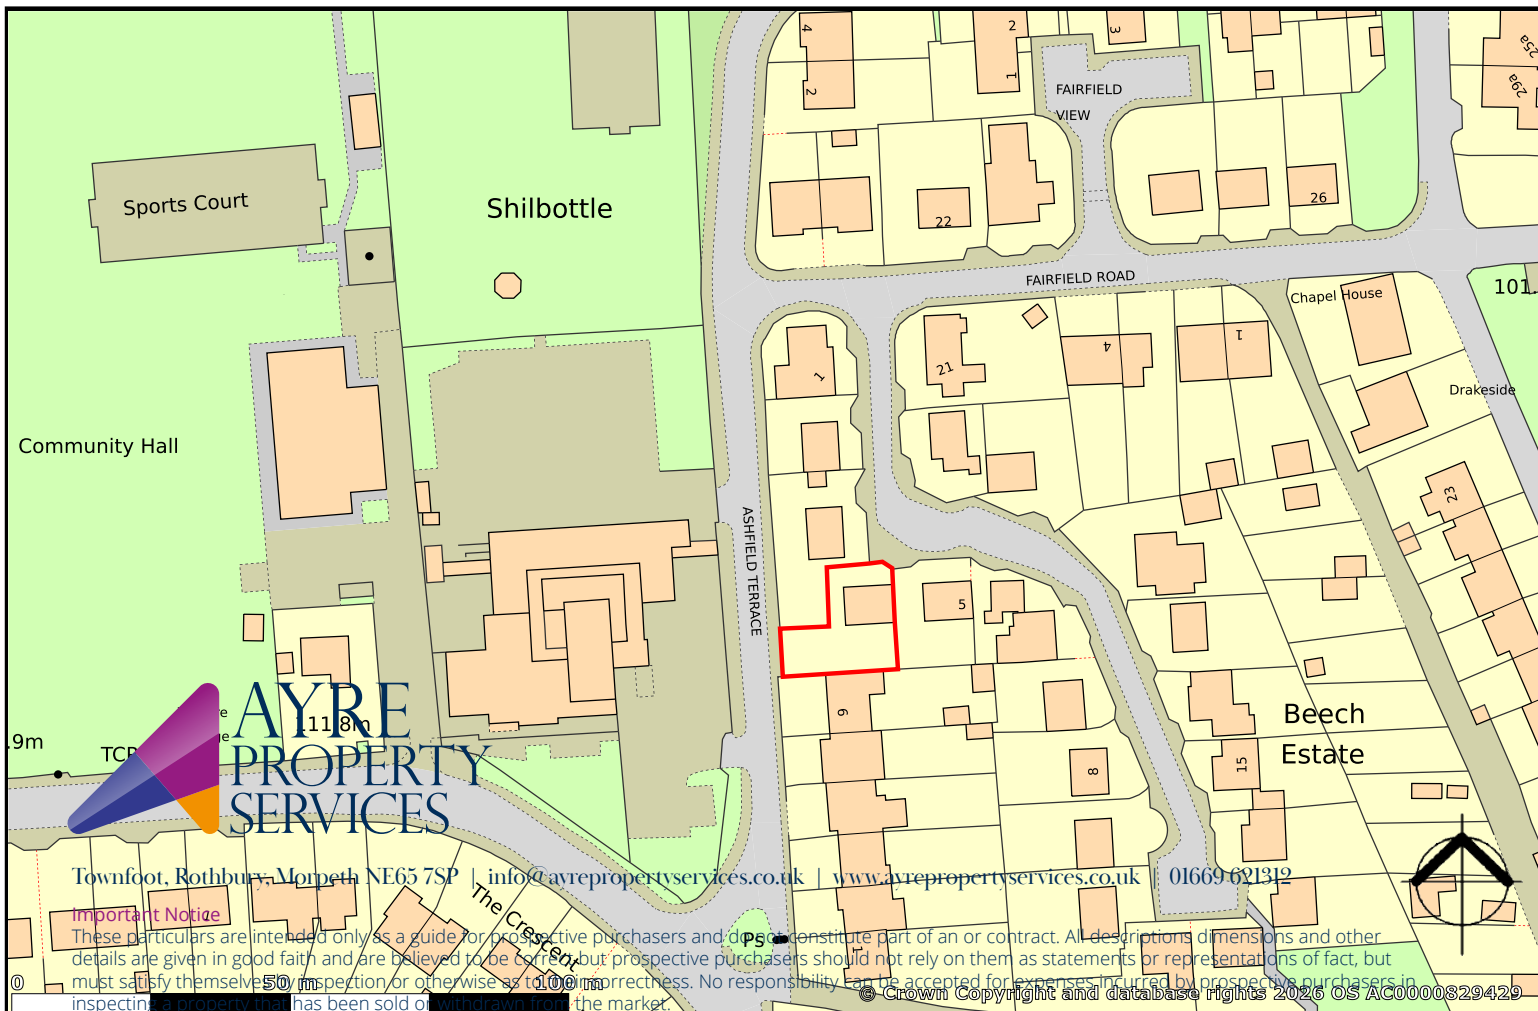 4
2
2
1
3
25a
29a
FAIRFIELD
VIEW
Sports Court
Shilbottle
22
26
FAIRFIELD ROAD
Chapel House
101.
1
21
4
1
Drakeside
Community Hall
23
ASHFIELD TERRACE
5
9
8
15
Beech
Estate
111.8m
.9m
TCP
AYRE
PROPERTY
SERVICES
Townfoot, Rothbury, Morpeth NE65 7SP | info@ayrepropertyservices.co.uk | www.ayrepropertyservices.co.uk | 01669 621312
The Crescent
1
Ps
Important Notice
These particulars are intended only as a guide for prospective purchasers and do not constitute part of an or contract. All descriptions dimensions and other
details are given in good faith and are believed to be correct but prospective purchasers should not rely on them as statements or representations of fact, but
must satisfy themselves by inspection or otherwise as to their correctness. No responsibility can be accepted for expenses incurred by prospective purchasers in
inspecting a property that has been sold or withdrawn from the market.
0
50 m
100 m
© Crown Copyright and database rights 2026 OS AC0000829429